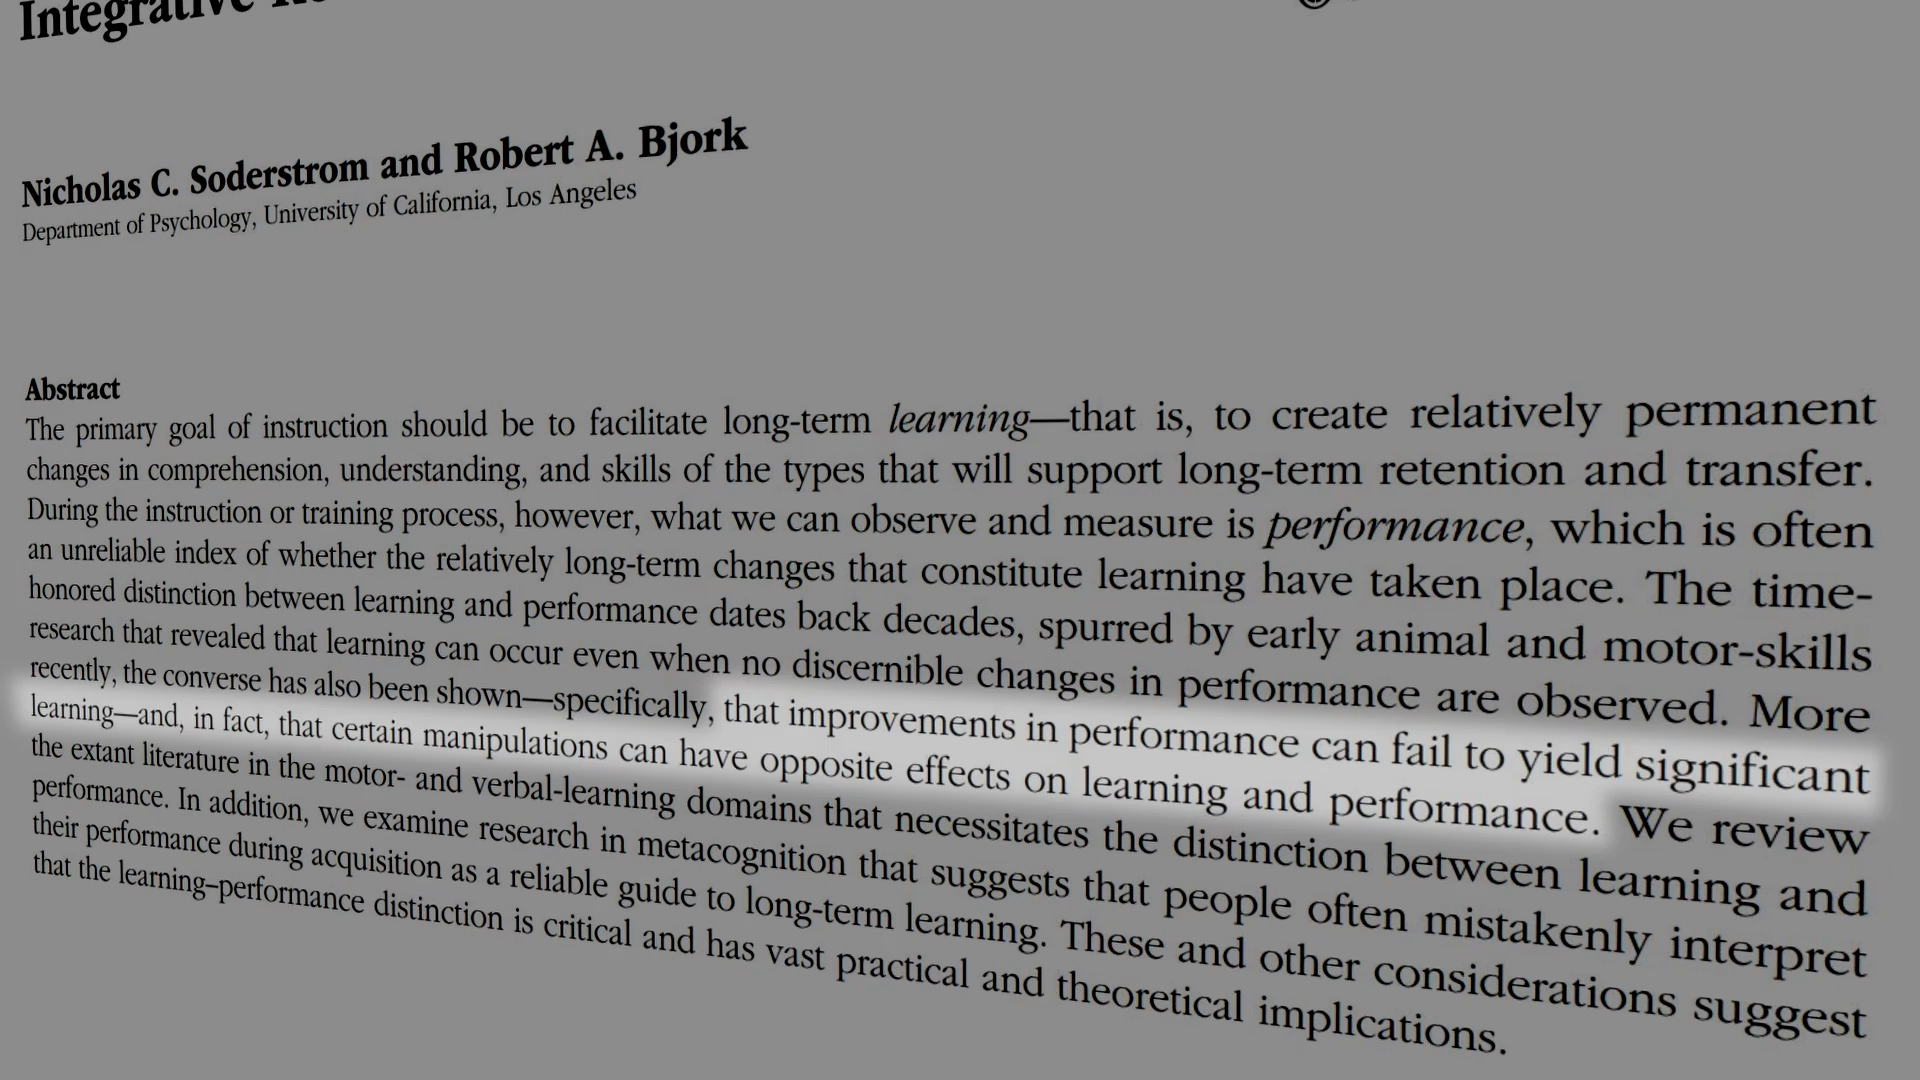 Integrative
Nicholas C. Soderstrom and Robert A. Bjork
Department of Psychology, University of California, Los Angeles
Abstract
The primary goal of instruction should be to facilitate long-term learning—that is, to create relatively permanent
changes in comprehension, understanding, and skills of the types that will support long-term retention and transfer.
During the instruction or training process, however, what we can observe and measure is performance, which is often
an unreliable index of whether the relatively long-term changes that constitute learning have taken place. The time-
honored distinction between learning and performance dates back decades, spurred by early animal and motor-skills
research that revealed that learning can occur even when no discernible changes in performance are observed. More
recently, the converse has also been shown—specifically, that improvements in performance can fail to yield significant
learning—and, in fact, that certain manipulations can have opposite effects on learning and performance. We review
the extant literature in the motor- and verbal-learning domains that necessitates the distinction between learning and
performance. In addition, we examine research in metacognition that suggests that people often mistakenly interpret
their performance during acquisition as a reliable guide to long-term learning. These and other considerations suggest
that the learning–performance distinction is critical and has vast practical and theoretical implications.